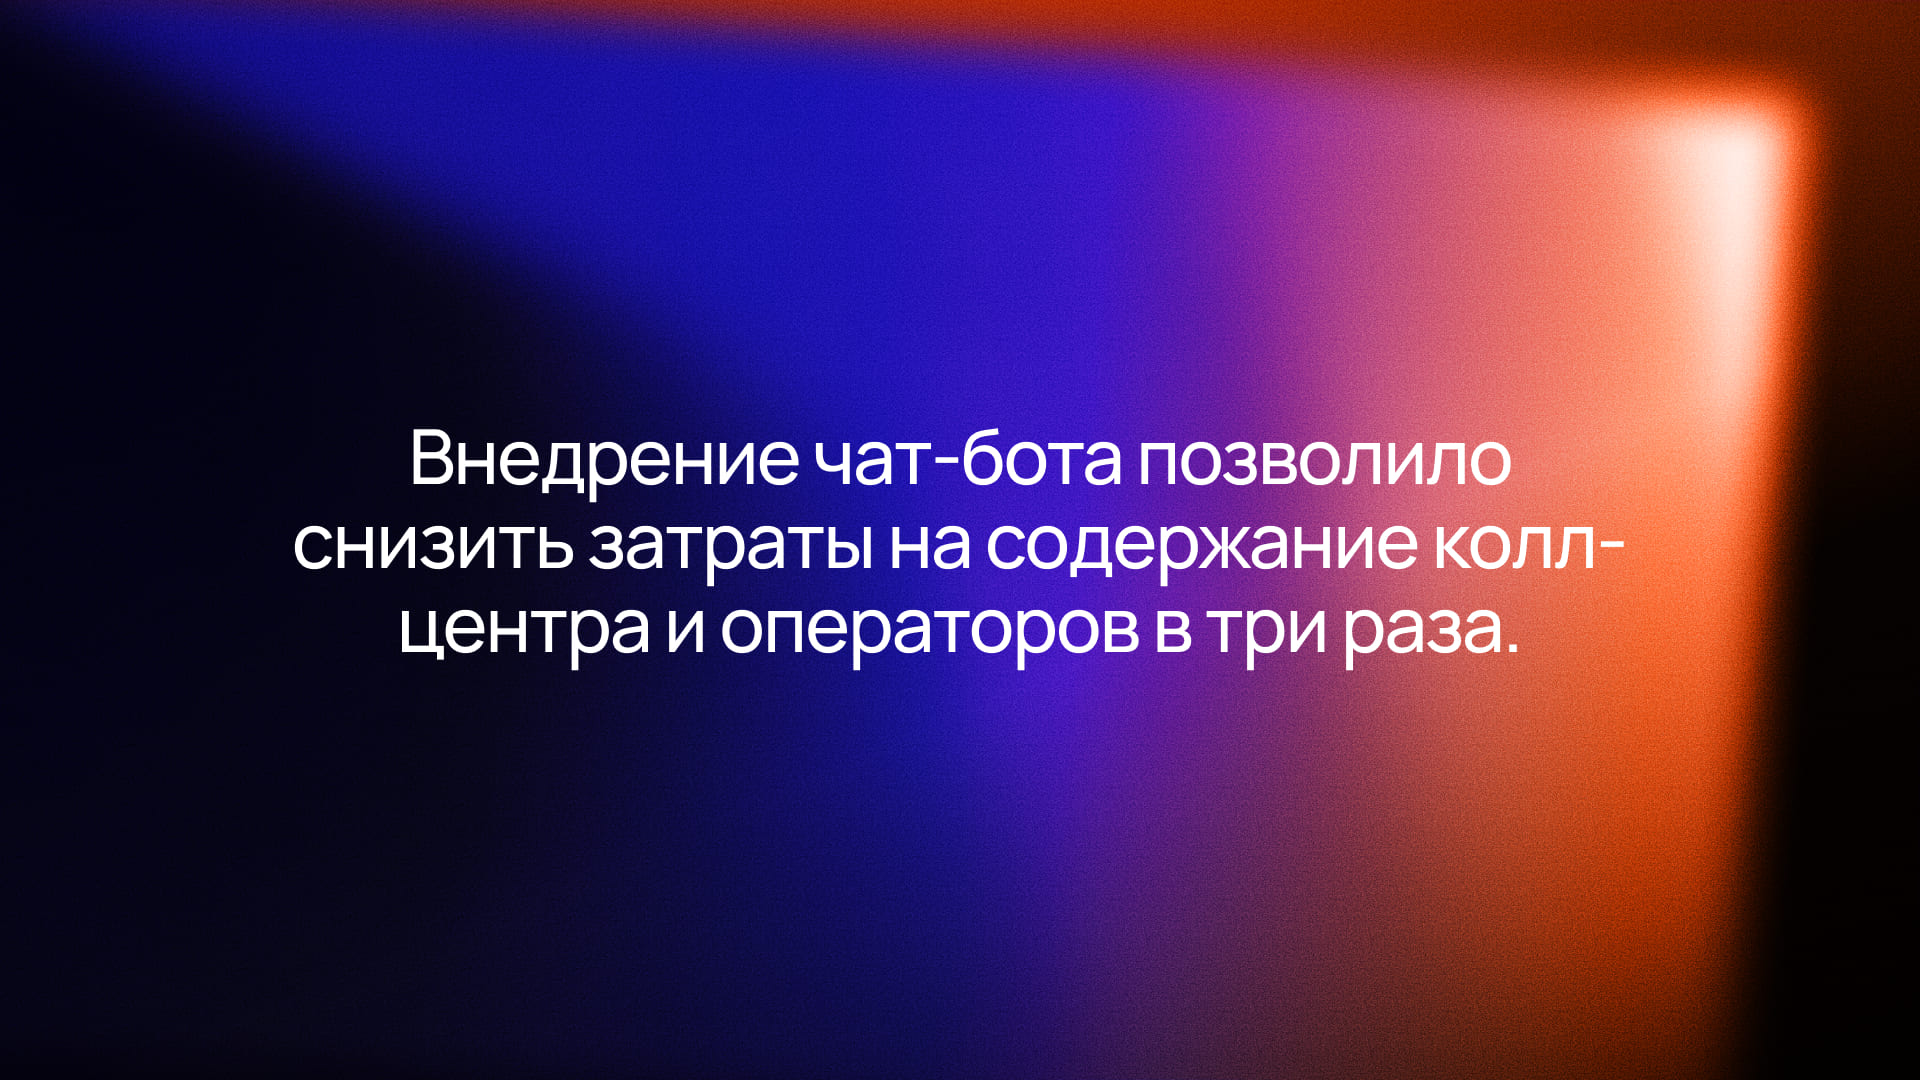 Внедрение чат-бота позволило
снизить затраты на содержание колл-
центра и операторов в три раза.